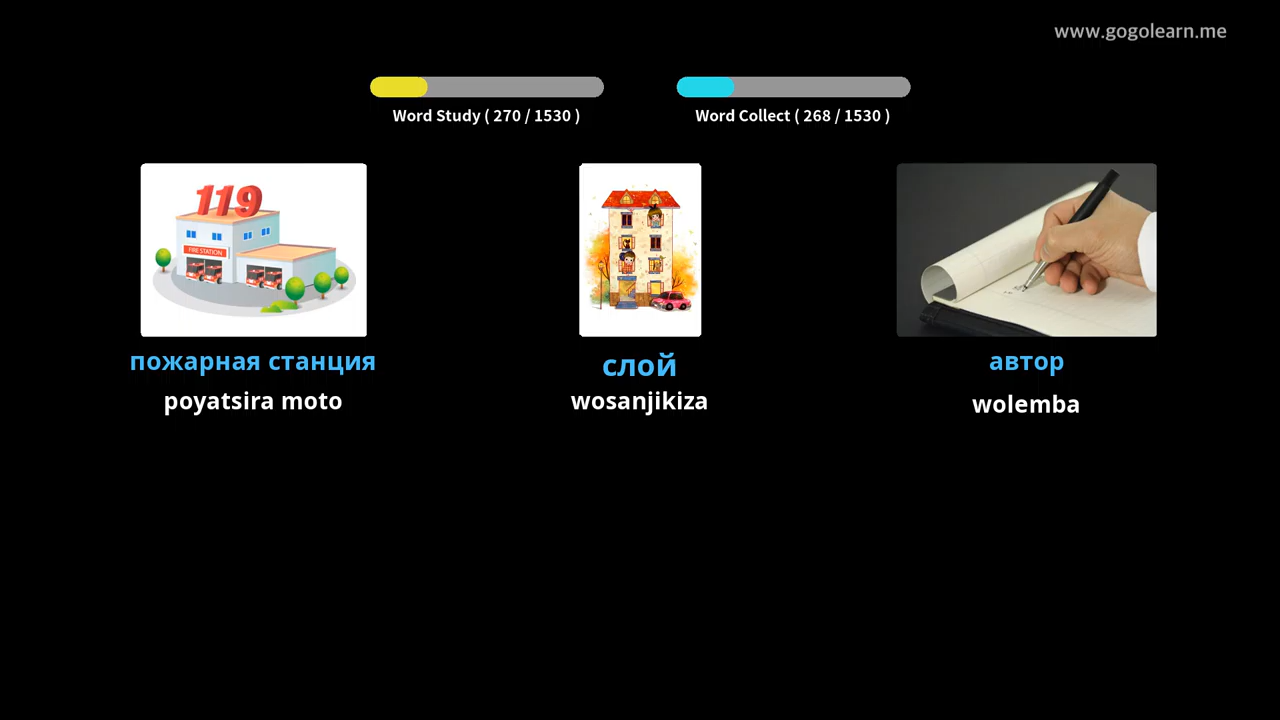 www.gogolearn.me
Word Study ( 270 / 1530 )
Word Collect ( 268 / 1530 )
119
FIRE STATION
пожарная станция
слой
автор
poyatsira moto
wosanjikiza
wolemba